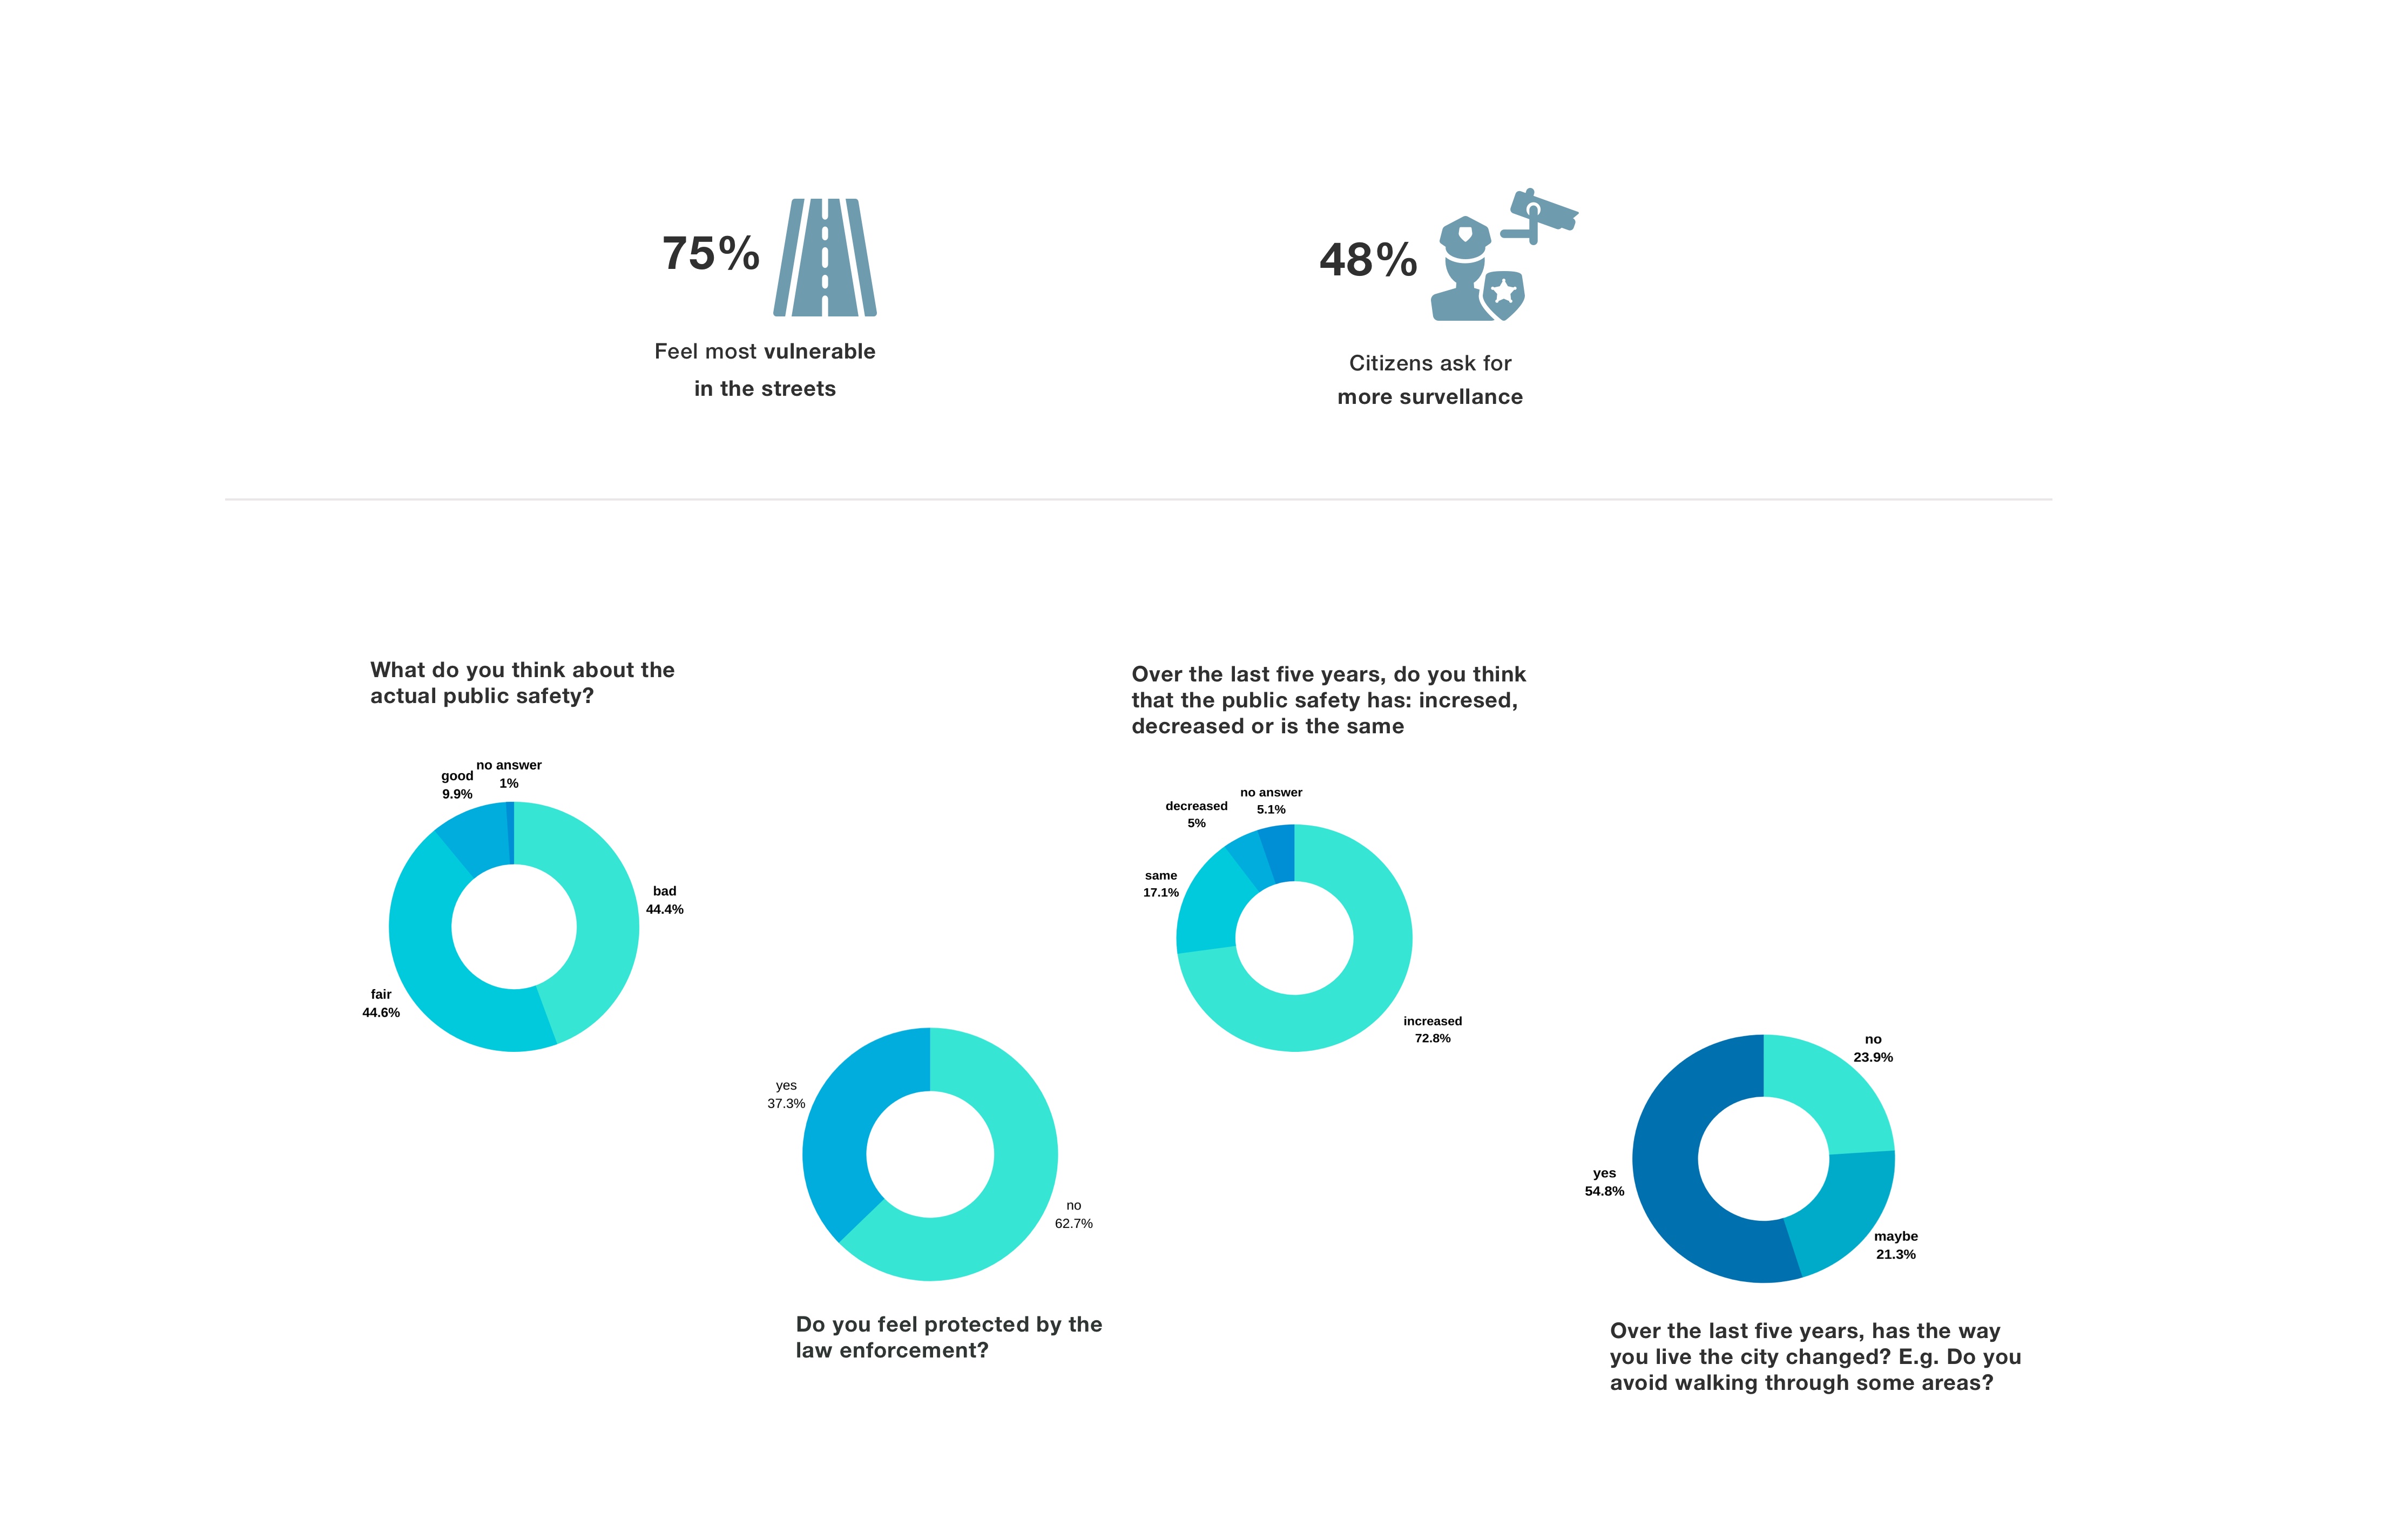 75%
Feel most vulnerable
in the streets
48%
Citizens ask for
more survellance
What do you think about the
actual public safety?
no answer
1%
good
9.9%
bad
44.4%
fair
44.6%
yes
37.3%
no
62.7%
Do you feel protected by the
law enforcement?
Over the last five years, do you think
that the public safety has: incresed,
decreased or is the same
no answer
5.1%
decreased
5%
same
17.1%
increased
72.8%
no
23.9%
yes
54.8%
maybe
21.3%
Over the last five years, has the way
you live the city changed? E.g. Do you
avoid walking through some areas?